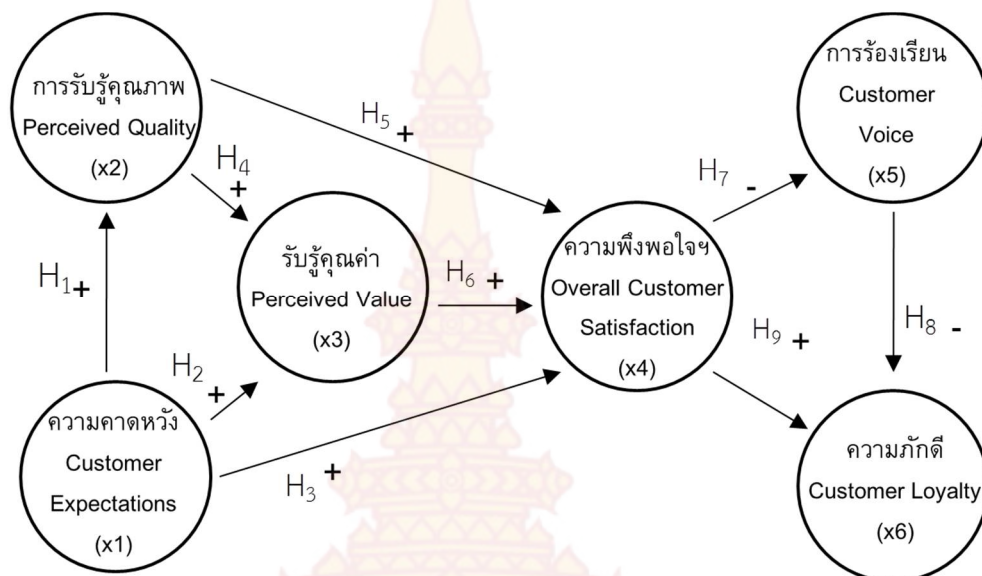 การรับรู้คุณภาพ
Perceived Quality
(x2)
การร้องเรียน
Customer
Voice
(x5)
H5 +
H4
+
H7 -
รับรู้คุณค่า
Perceived Value
(x3)
H6 +
ความพึงพอใจฯ
Overall Customer
Satisfaction
(x4)
H1+
H8 -
H9 +
H2
+
H3 +
ความคาดหวัง
Customer
Expectations
(x1)
ความภักดี
Customer Loyalty
(x6)